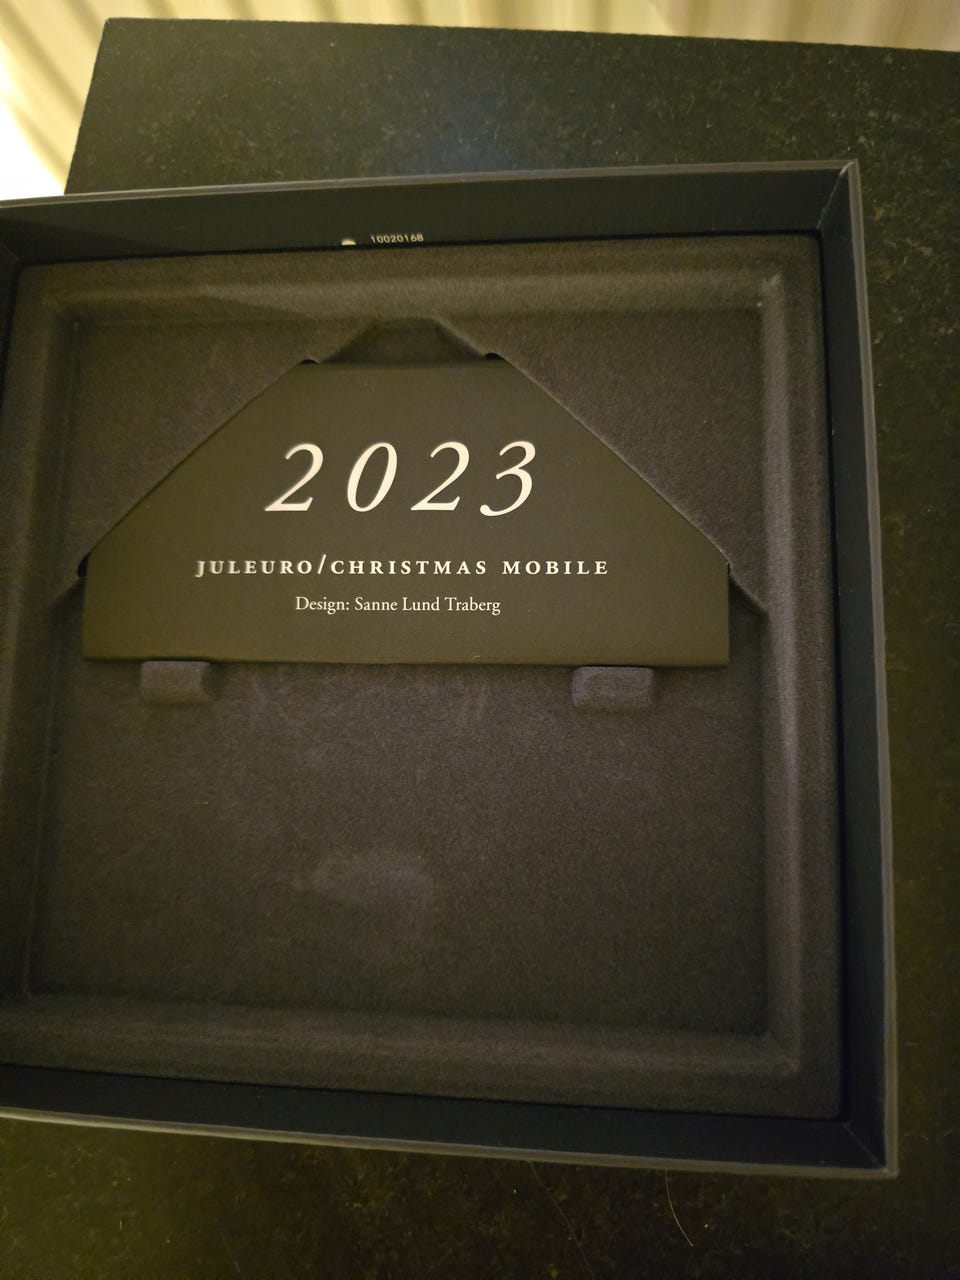 10020168
2023
JULEURO/CHRISTMAS MOBILE
Design: Sanne Lund Traberg